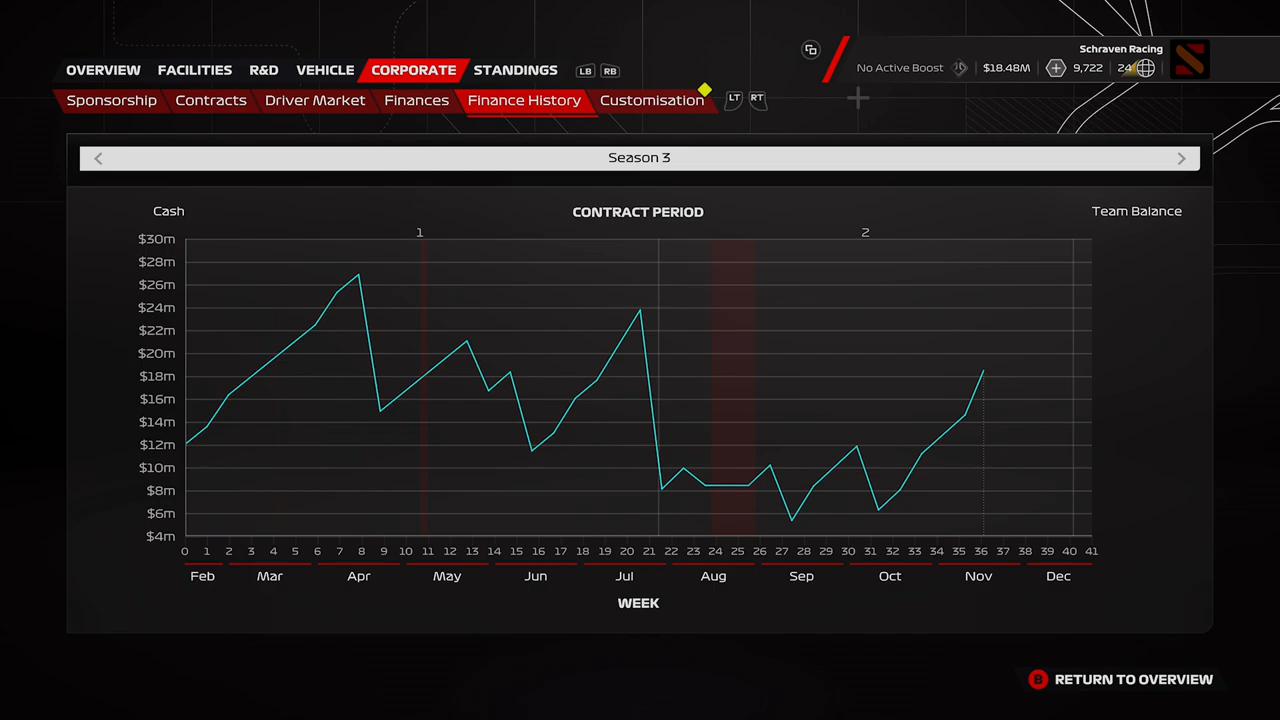 Schraven Racing
OVERVIEW FACILITIES R&D VEHICLE CORPORATE STANDINGS LB RB
No Active Boost $18.48M 9,722 24
Sponsorship Contracts Driver Market Finances Finance History Customisation LT RT
Season 3
Cash CONTRACT PERIOD Team Balance
1 2
$30m
$28m
$26m
$24m
$22m
$20m
$18m
$16m
$14m
$12m
$10m
$8m
$6m
$4m
0 1 2 3 4 5 6 7 8 9 10 11 12 13 14 15 16 17 18 19 20 21 22 23 24 25 26 27 28 29 30 31 32 33 34 35 36 37 38 39 40 41
Feb Mar Apr May Jun Jul Aug Sep Oct Nov Dec
WEEK
B RETURN TO OVERVIEW